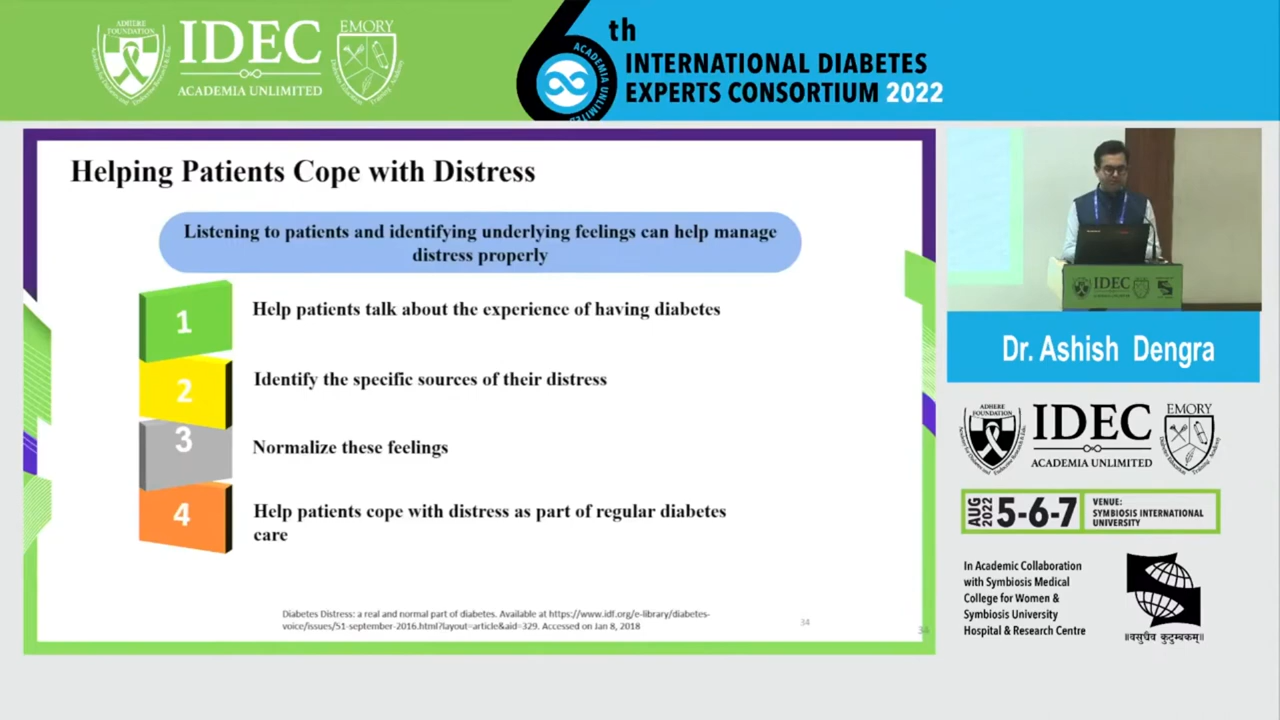 ADHERE
FOUNDATION
IDEC
ACADEMIA UNLIMITED
EMORY
6th
ACADEMIA UNLIMITED
INTERNATIONAL DIABETES
EXPERTS CONSORTIUM 2022
Helping Patients Cope with Distress
Listening to patients and identifying underlying feelings can help manage
distress properly
1
Help patients talk about the experience of having diabetes
2
Identify the specific sources of their distress
3
Normalize these feelings
4
Help patients cope with distress as part of regular diabetes
care
Diabetes Distress: a real and normal part of diabetes. Available at https://www.idf.org/e-library/diabetes-
voice/issues/51-september-2016.html?layout=article&aid=329. Accessed on Jan 8, 2018
34
34
IDEC
ACADEMIA UNLIMITED
Dr. Ashish Dengra
ADHERE
FOUNDATION
IDEC
ACADEMIA UNLIMITED
EMORY
AUG
2022
5-6-7
VENUE:
SYMBIOSIS INTERNATIONAL
UNIVERSITY
In Academic Collaboration
with Symbiosis Medical
College for Women &
Symbiosis University
Hospital & Research Centre
॥वसुधैव कुटुम्बकम्॥